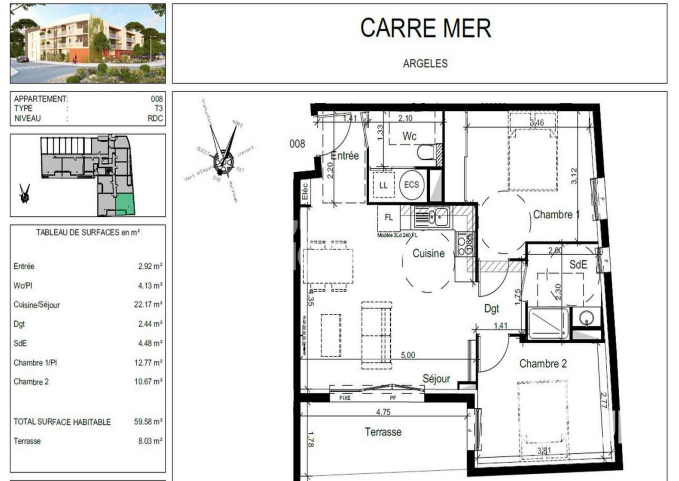 CARRE MER
ARGELES
APPARTEMENT: 008
TYPE : T3
NIVEAU : RDC
TABLEAU DE SURFACES en m²
Entrée 2.92 m²
Wc/Pl 4.13 m²
Cuisine/Séjour 22.17 m²
Dgt 2.44 m²
SdE 4.48 m²
Chambre 1/Pl 12.77 m²
Chambre 2 10.67 m²
TOTAL SURFACE HABITABLE 59.58 m²
Terrasse 8.03 m²
NORD
OUEST
EST
SUD
008
1.41
2.10
3.46
1.33
Wc
Entrée
2.20
LL
ECS
3.12
Elec
FL
Chambre 1
Cuisine
2.60
SdE
2.30
1.75
Dgt
1.41
5.00
Séjour
Chambre 2
FIXE
PF
4.75
2.77
Terrasse
1.78
3.81